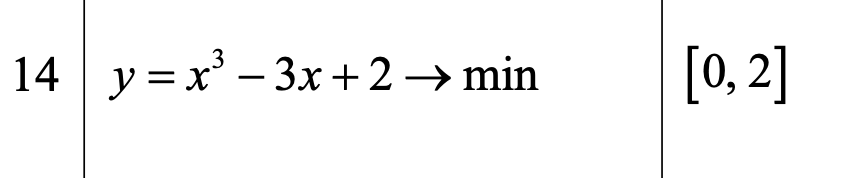 14 y = x³ − 3x + 2 → min [0, 2]